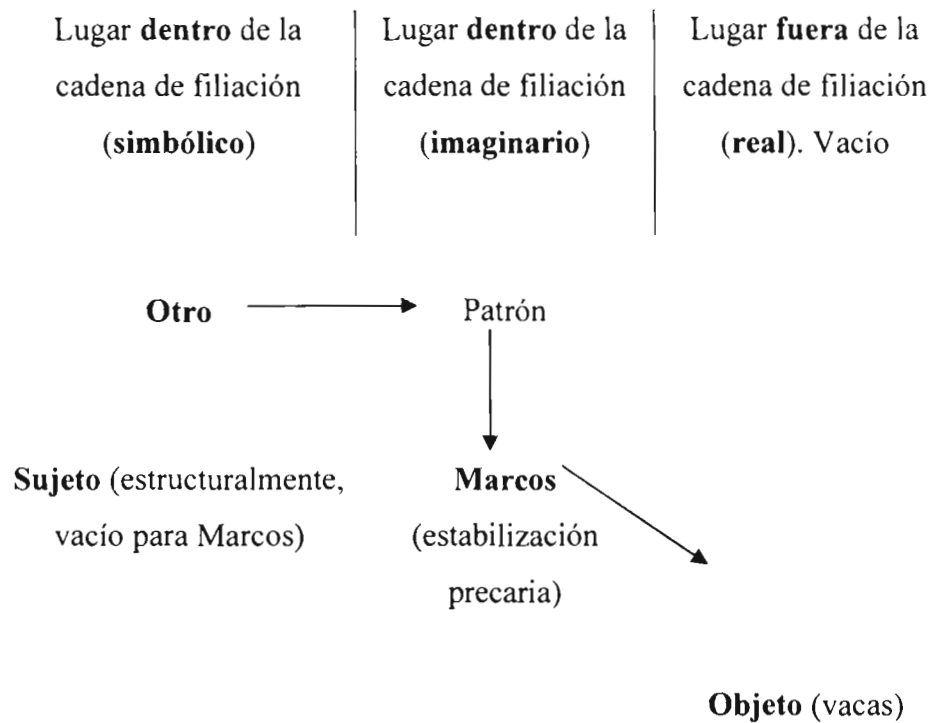 Lugar dentro de la
cadena de filiación
(simbólico)
Lugar dentro de la
cadena de filiación
(imaginario)
Lugar fuera de la
cadena de filiación
(real). Vacío
Otro
Patrón
Sujeto (estructuralmente,
vacío para Marcos)
Marcos
(estabilización
precaria)
Objeto (vacas)